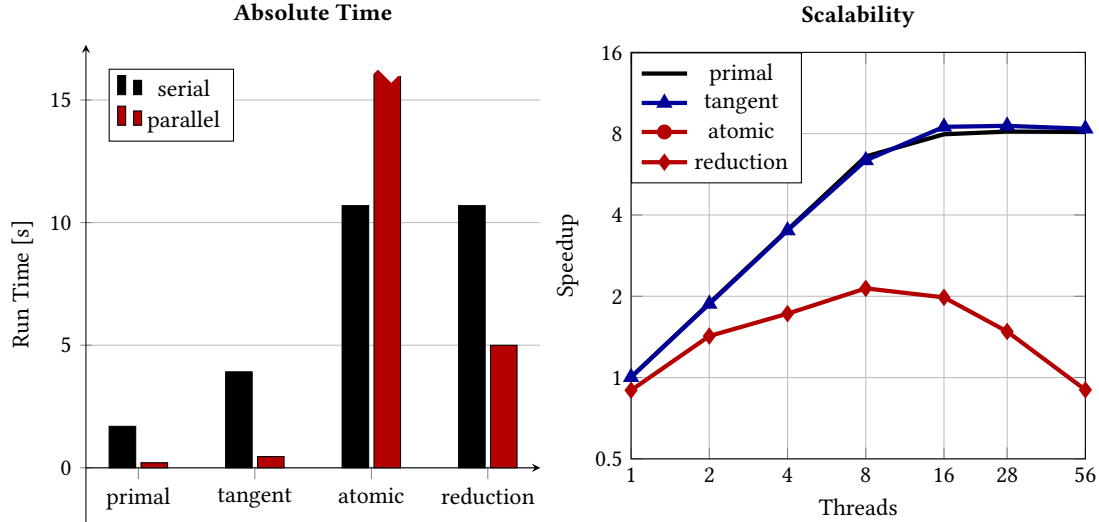 Absolute Time
serial
parallel
Run Time [s]
15
10
5
0
primal
tangent
atomic
reduction
Scalability
primal
tangent
atomic
reduction
Speedup
16
8
4
2
1
0.5
1
2
4
8
16
28
56
Threads